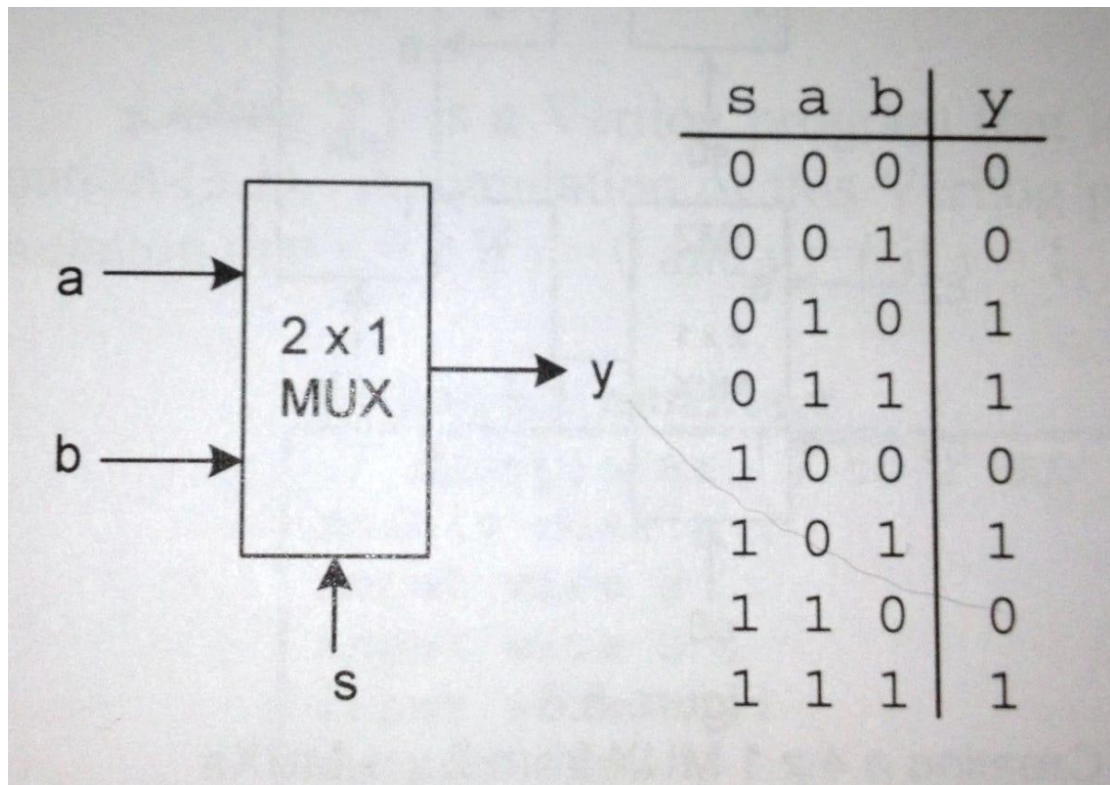 a
b
2 x 1
MUX
y
s
s a b y
0 0 0 0
0 0 1 0
0 1 0 1
0 1 1 1
1 0 0 0
1 0 1 1
1 1 0 0
1 1 1 1